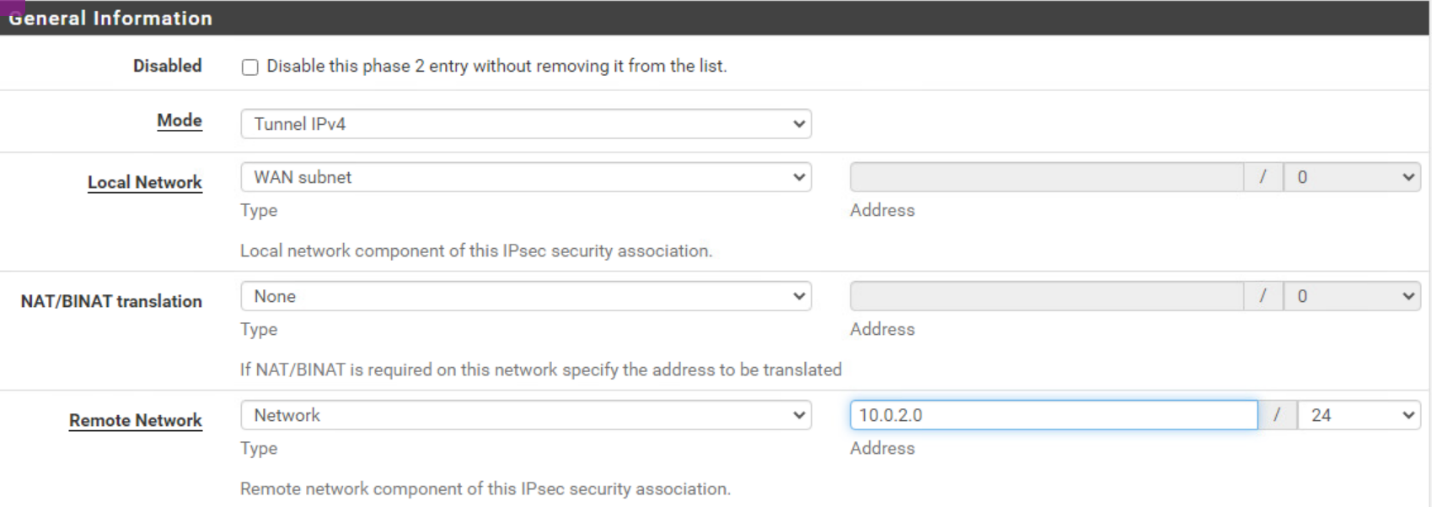 General Information
Disabled Disable this phase 2 entry without removing it from the list.
Mode Tunnel IPv4
Local Network WAN subnet / 0
Type Address
Local network component of this IPsec security association.
NAT/BINAT translation None / 0
Type Address
If NAT/BINAT is required on this network specify the address to be translated
Remote Network Network 10.0.2.0 / 24
Type Address
Remote network component of this IPsec security association.